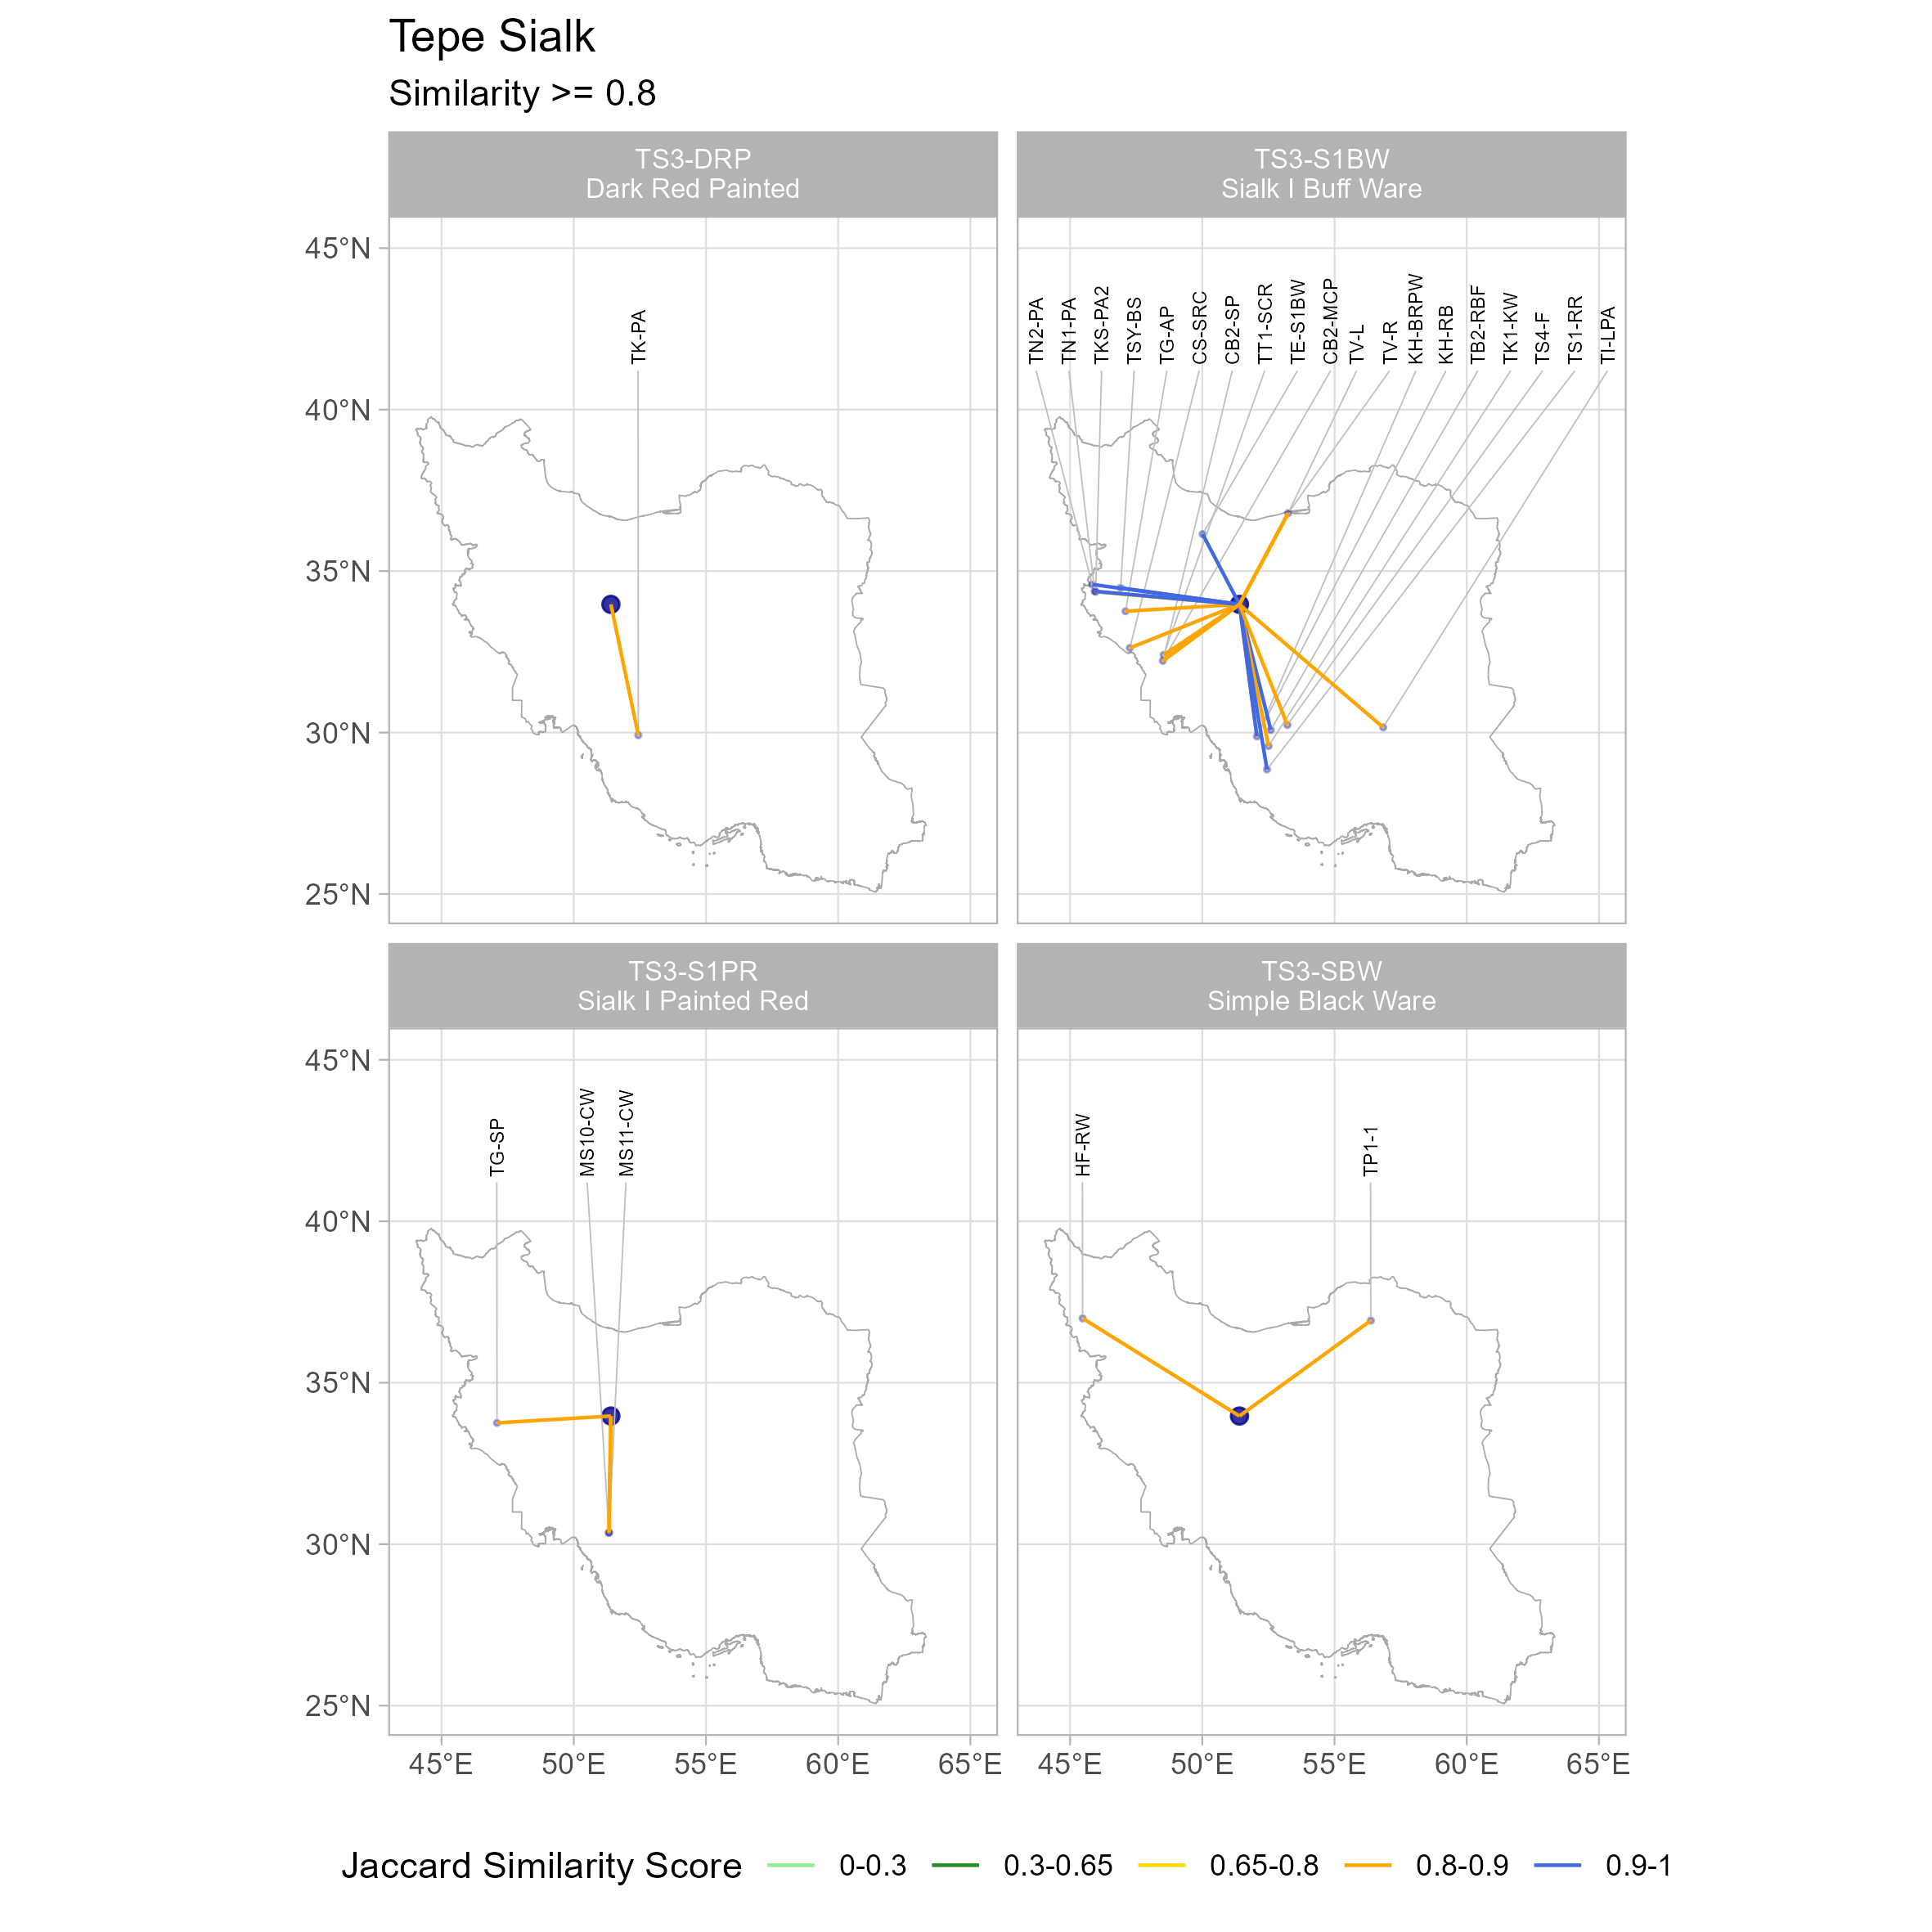 Tepe Sialk
Similarity >= 0.8
TS3-DRP
Dark Red Painted
TS3-S1BW
Sialk I Buff Ware
45°N
40°N
35°N
30°N
25°N
TK-PA
TN2-PA
TN1-PA
TKS-PA2
TSY-BS
TG-AP
CS-SRC
CB2-SP
TT1-SCR
TE-S1BW
CB2-MCP
TV-L
TV-R
KH-BRPW
KH-RB
TB2-RBF
TK1-KW
TS4-F
TS1-RR
TI-LPA
TS3-S1PR
Sialk I Painted Red
TS3-SBW
Simple Black Ware
45°N
40°N
35°N
30°N
25°N
TG-SP
MS10-CW
MS11-CW
HF-RW
TP1-1
45°E
50°E
55°E
60°E
65°E
45°E
50°E
55°E
60°E
65°E
Jaccard Similarity Score 0-0.3 0.3-0.65 0.65-0.8 0.8-0.9 0.9-1